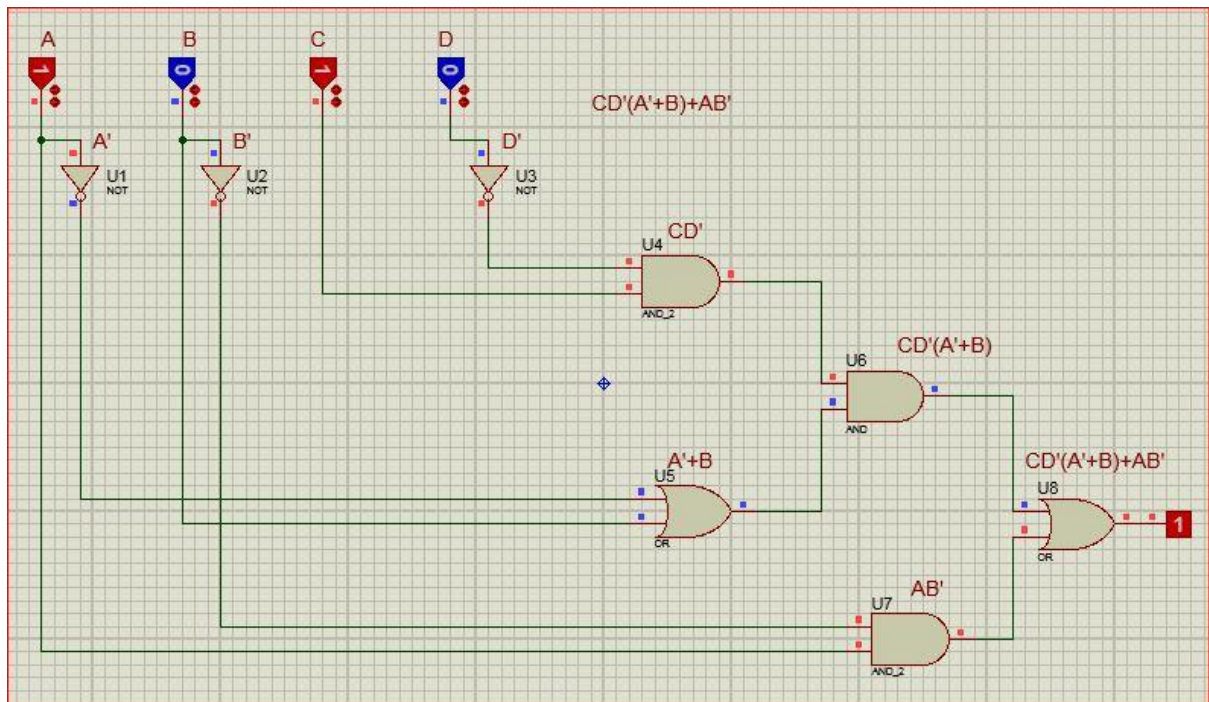 A B C D
1 0 1 0
CD'(A'+B)+AB'
A' B' D'
U1 U2 U3
NOT NOT NOT
CD'
U4
AND_2
CD'(A'+B)
U6
AND
A'+B
U5
OR
CD'(A'+B)+AB'
U8
1
OR
AB'
U7
AND_2